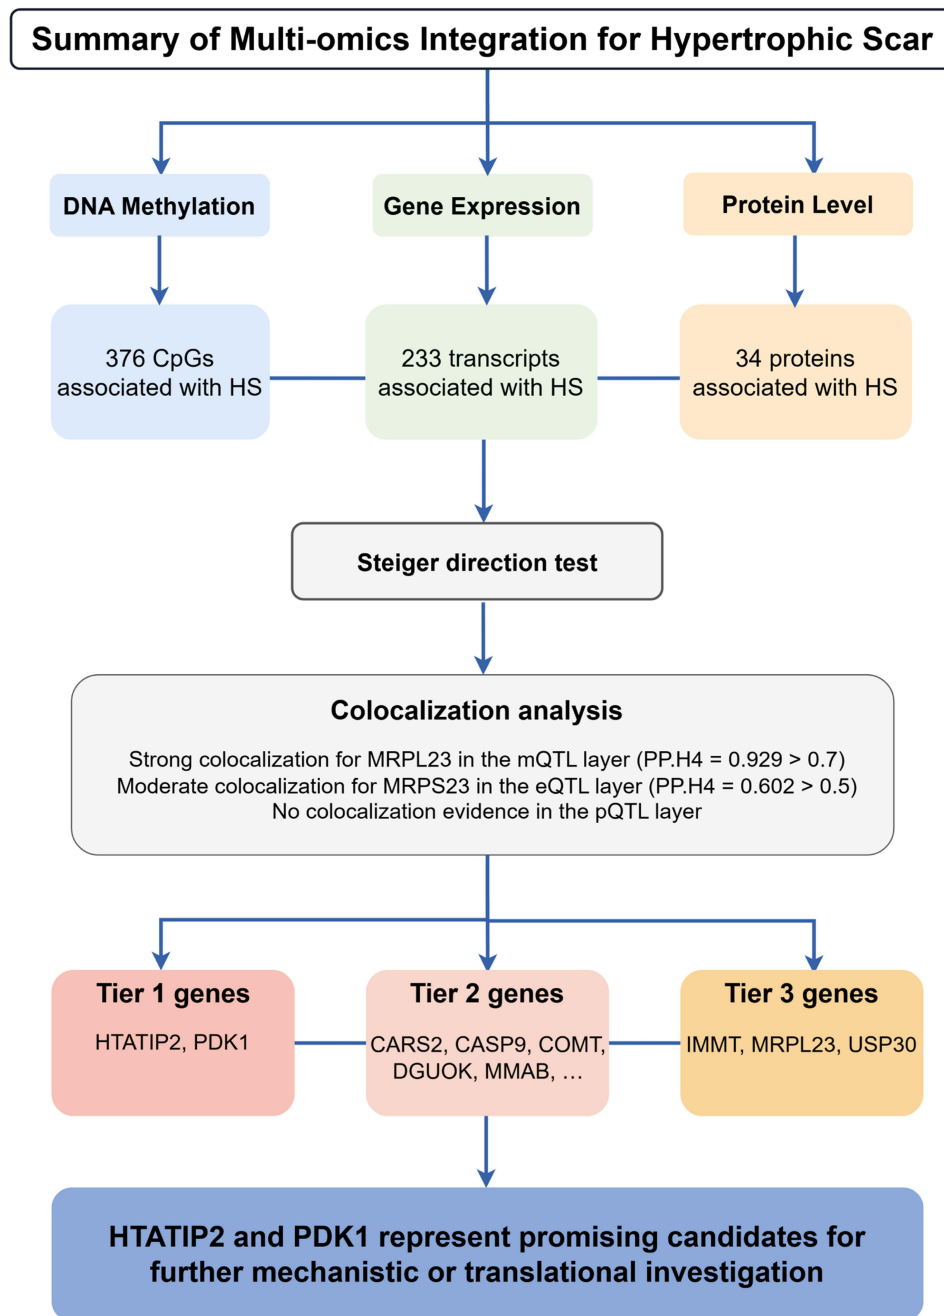 Summary of Multi-omics Integration for Hypertrophic Scar
DNA Methylation
Gene Expression
Protein Level
376 CpGs
associated with HS
233 transcripts
associated with HS
34 proteins
associated with HS
Steiger direction test
Colocalization analysis
Strong colocalization for MRPL23 in the mQTL layer (PP.H4 = 0.929 > 0.7)
Moderate colocalization for MRPS23 in the eQTL layer (PP.H4 = 0.602 > 0.5)
No colocalization evidence in the pQTL layer
Tier 1 genes
HTATIP2, PDK1
Tier 2 genes
CARS2, CASP9, COMT,
DGUOK, MMAB, …
Tier 3 genes
IMMT, MRPL23, USP30
HTATIP2 and PDK1 represent promising candidates for
further mechanistic or translational investigation